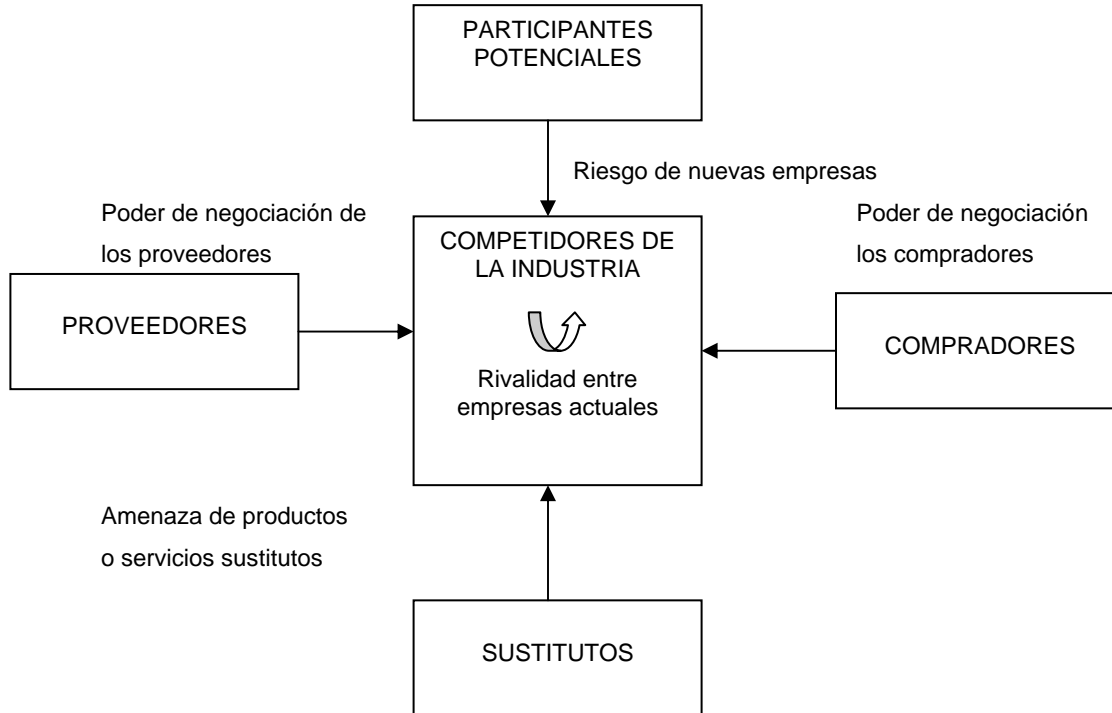 PARTICIPANTES
POTENCIALES
Riesgo de nuevas empresas
Poder de negociación de
los proveedores
Poder de negociación
los compradores
COMPETIDORES DE
LA INDUSTRIA
PROVEEDORES
COMPRADORES
Rivalidad entre
empresas actuales
Amenaza de productos
o servicios sustitutos
SUSTITUTOS